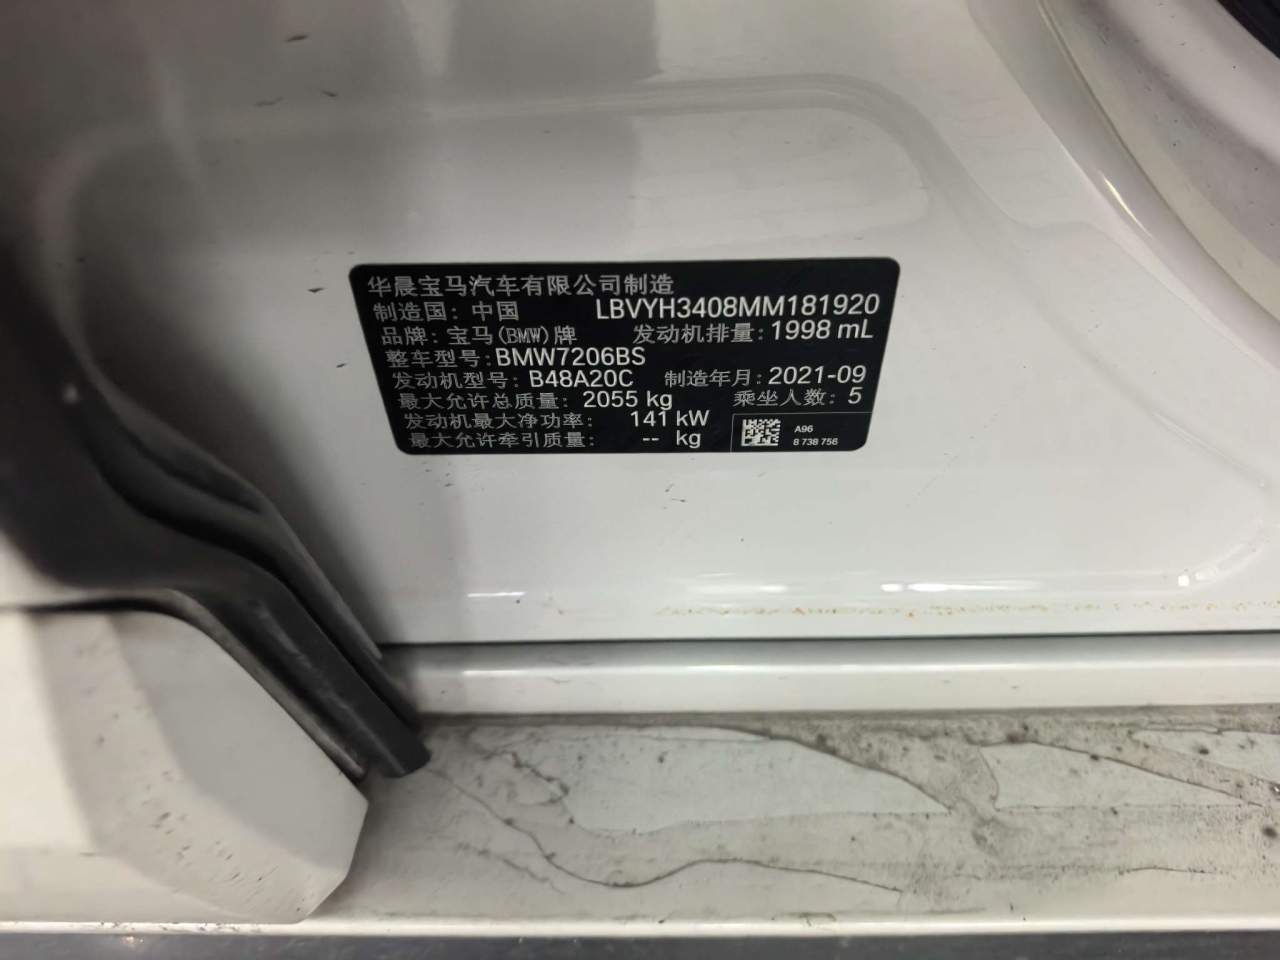 华晨宝马汽车有限公司制造
制造国：中国 LBVYH3408MM181920
品牌：宝马(BMW)牌 发动机排量：1998 mL
整车型号：BMW7206BS
发动机型号：B48A20C 制造年月：2021-09
最大允许总质量：2055 kg 乘坐人数：5
发动机最大净功率：141 kW
最大允许牵引质量：-- kg
A96
8 738 756